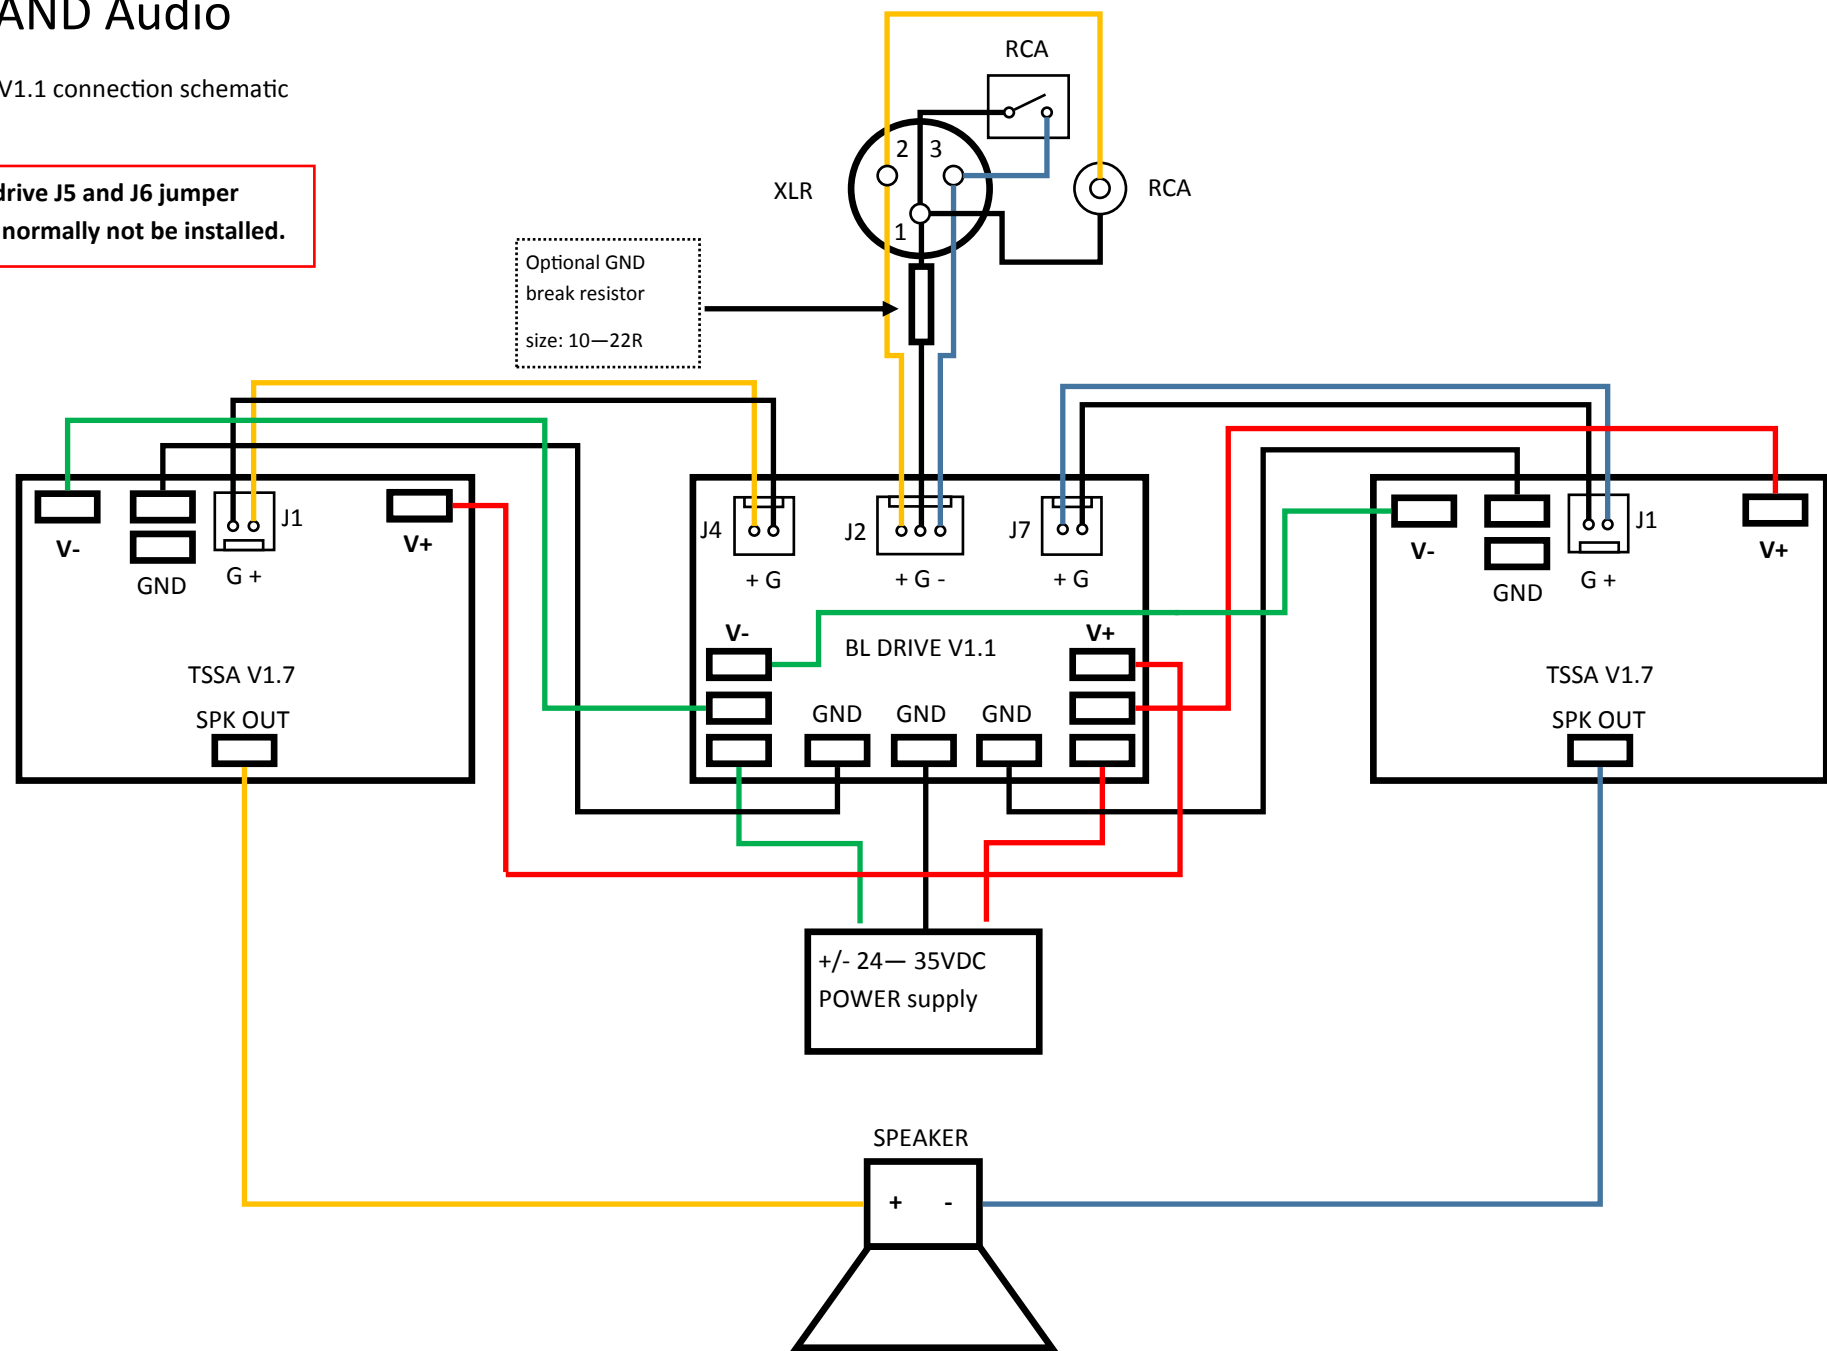 AND Audio
V1.1 connection schematic
drive J5 and J6 jumper
normally not be installed.
RCA
2 3
XLR
RCA
1
Optional GND
break resistor
size: 10—22R
J1
V-
V+
GND
G +
TSSA V1.7
SPK OUT
J4
J2
J7
+ G
+ G -
+ G
V-
V+
BL DRIVE V1.1
GND GND GND
J1
V-
V+
GND
G +
TSSA V1.7
SPK OUT
+/- 24— 35VDC
POWER supply
SPEAKER
+ -